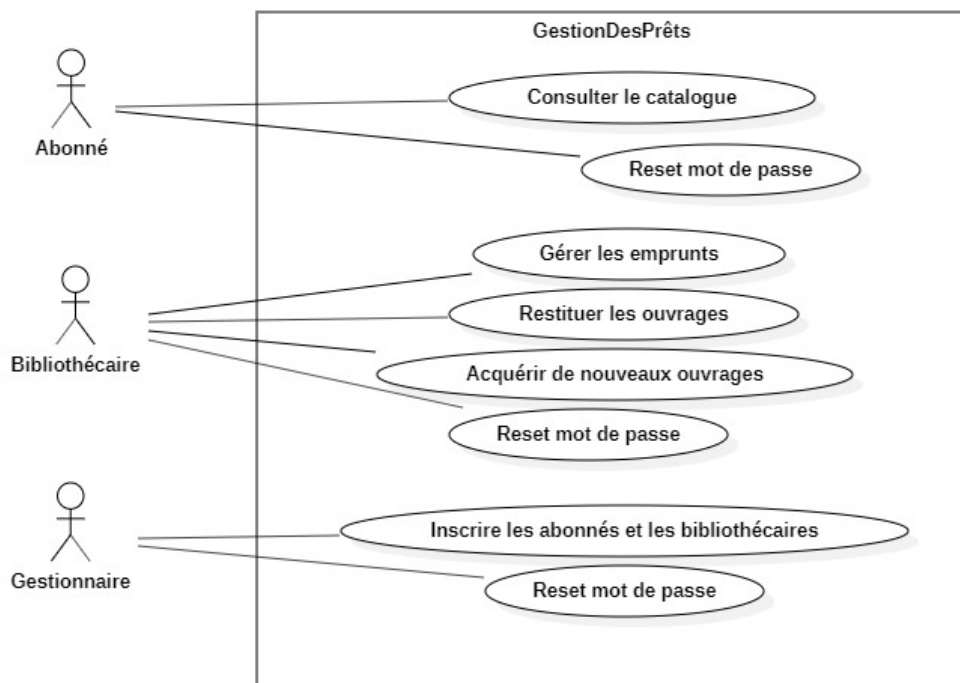 GestionDesPrêts
Consulter le catalogue
Abonné
Reset mot de passe
Gérer les emprunts
Restituer les ouvrages
Bibliothécaire
Acquérir de nouveaux ouvrages
Reset mot de passe
Inscrire les abonnés et les bibliothécaires
Gestionnaire
Reset mot de passe